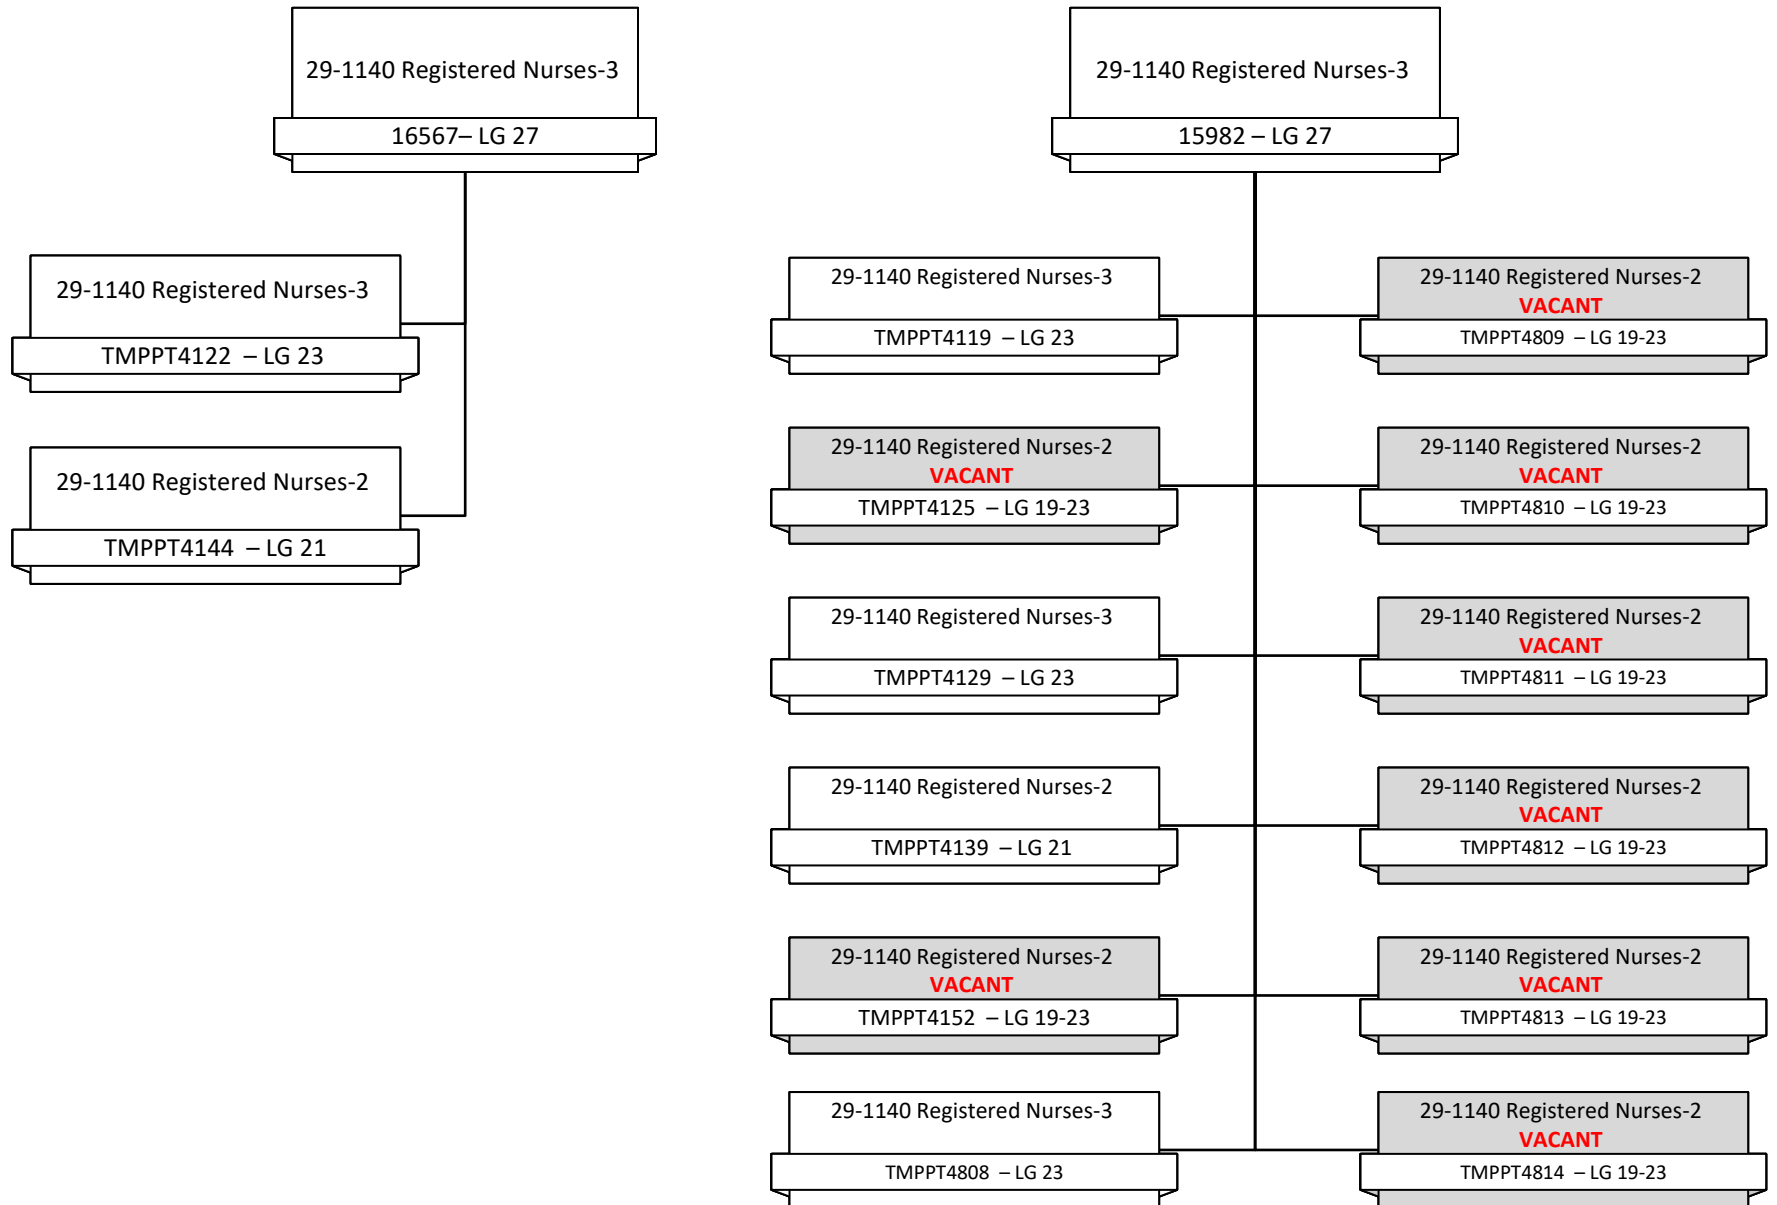 29-1140 Registered Nurses-3
16567– LG 27
29-1140 Registered Nurses-3
TMPPT4122 – LG 23
29-1140 Registered Nurses-2
TMPPT4144 – LG 21
29-1140 Registered Nurses-3
15982 – LG 27
29-1140 Registered Nurses-3
TMPPT4119 – LG 23
29-1140 Registered Nurses-2
VACANT
TMPPT4809 – LG 19-23
29-1140 Registered Nurses-2
VACANT
TMPPT4125 – LG 19-23
29-1140 Registered Nurses-2
VACANT
TMPPT4810 – LG 19-23
29-1140 Registered Nurses-3
TMPPT4129 – LG 23
29-1140 Registered Nurses-2
VACANT
TMPPT4811 – LG 19-23
29-1140 Registered Nurses-2
TMPPT4139 – LG 21
29-1140 Registered Nurses-2
VACANT
TMPPT4812 – LG 19-23
29-1140 Registered Nurses-2
VACANT
TMPPT4152 – LG 19-23
29-1140 Registered Nurses-2
VACANT
TMPPT4813 – LG 19-23
29-1140 Registered Nurses-3
TMPPT4808 – LG 23
29-1140 Registered Nurses-2
VACANT
TMPPT4814 – LG 19-23